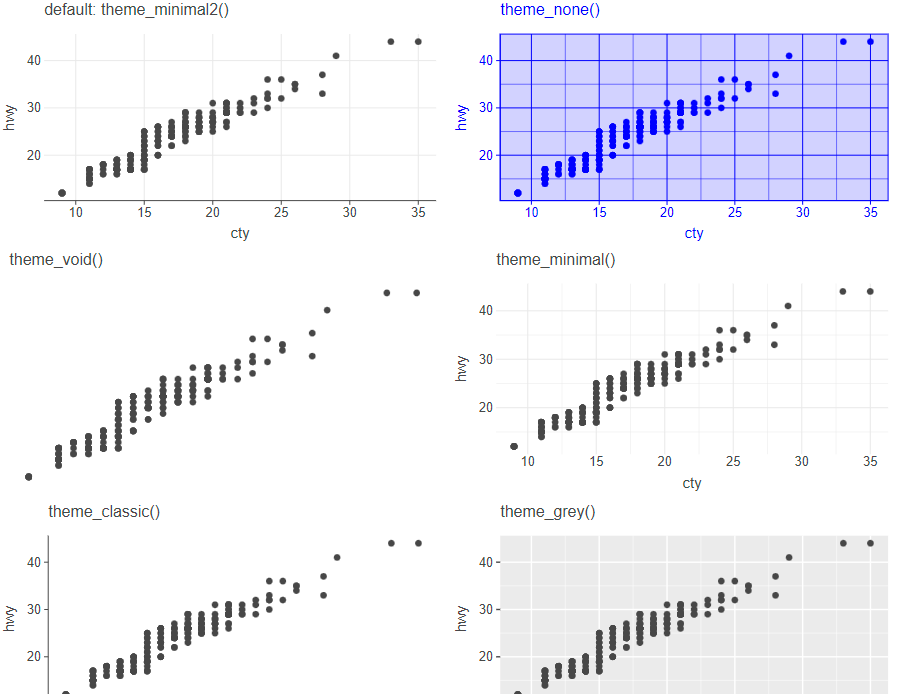 default: theme_minimal2()
hwy
40
30
20
10 15 20 25 30 35
cty
theme_none()
hwy
40
30
20
10 15 20 25 30 35
cty
theme_void()
theme_minimal()
hwy
40
30
20
10 15 20 25 30 35
cty
theme_classic()
hwy
40
30
20
theme_grey()
hwy
40
30
20